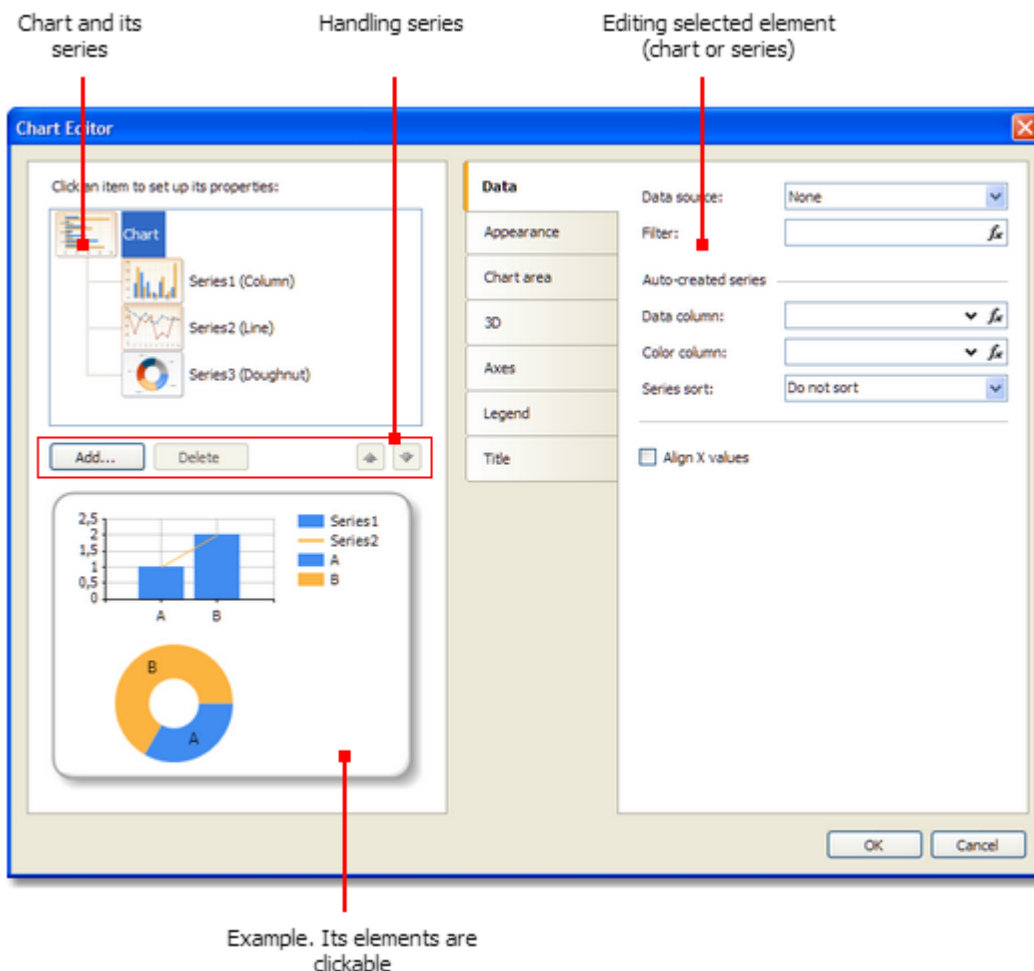 Chart and its
series
Handling series
Editing selected element
(chart or series)
Chart Editor
Click an item to set up its properties:
Chart
Series1 (Column)
Series2 (Line)
Series3 (Doughnut)
Add...
Delete
2,5
2
1,5
1
0,5
0
A
B
Series1
Series2
A
B
B
A
Data
Appearance
Chart area
3D
Axes
Legend
Title
Data source:
None
Filter:
fx
Auto-created series
Data column:
fx
Color column:
fx
Series sort:
Do not sort
Align X values
OK
Cancel
Example. Its elements are
clickable